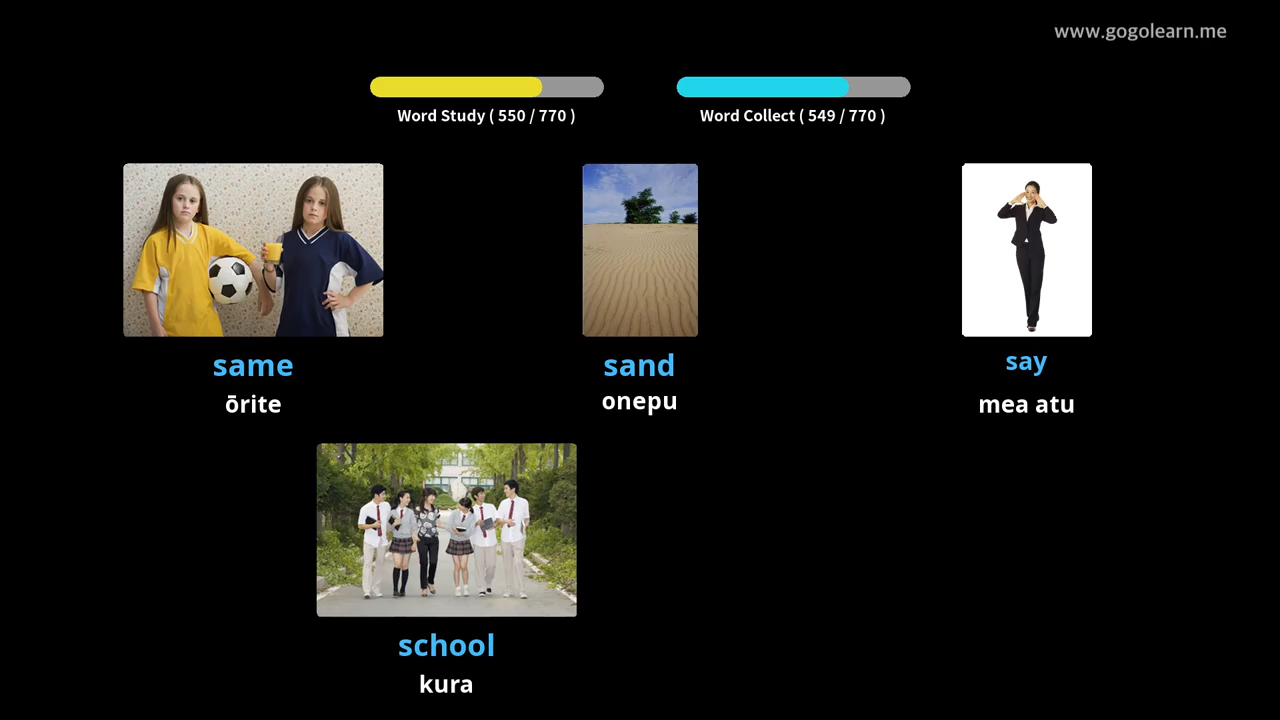 www.gogolearn.me
Word Study ( 550 / 770 )
Word Collect ( 549 / 770 )
same
ōrite
sand
onepu
say
mea atu
school
kura